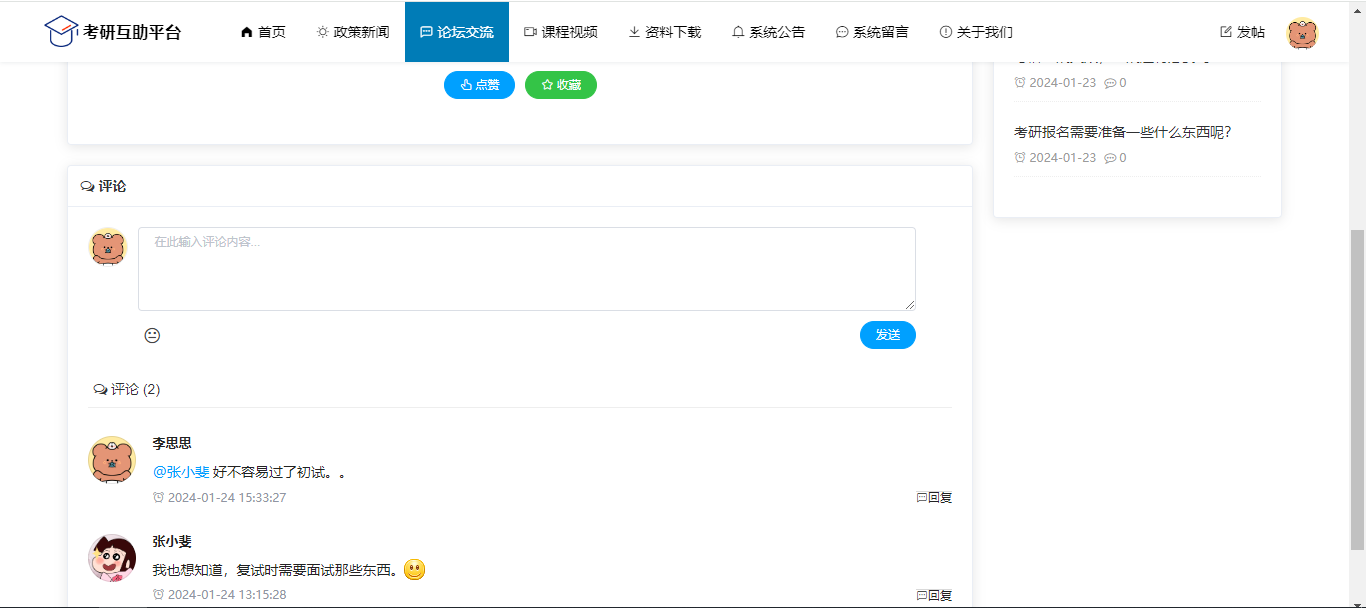 考研互助平台
首页
政策新闻
论坛交流
课程视频
资料下载
系统公告
系统留言
关于我们
发帖
点赞
收藏
2024-01-23 0
考研报名需要准备一些什么东西呢?
2024-01-23 0
评论
在此输入评论内容...
发送
评论 (2)
李思思
@张小斐 好不容易过了初试。。
2024-01-24 15:33:27
回复
张小斐
我也想知道，复试时需要面试那些东西。
2024-01-24 13:15:28
回复